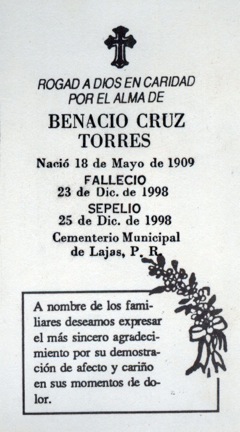 ROGAD A DIOS EN CARIDAD
POR EL ALMA DE
BENACIO CRUZ
TORRES
Nació 18 de Mayo de 1909
FALLECIO
23 de Dic. de 1998
SEPELIO
25 de Dic. de 1998
Cementerio Municipal
de Lajas, P. R.
A nombre de los fami-
liares deseamos expresar
el más sincero agradeci-
miento por su demostra-
ción de afecto y cariño
en sus momentos de do-
lor.